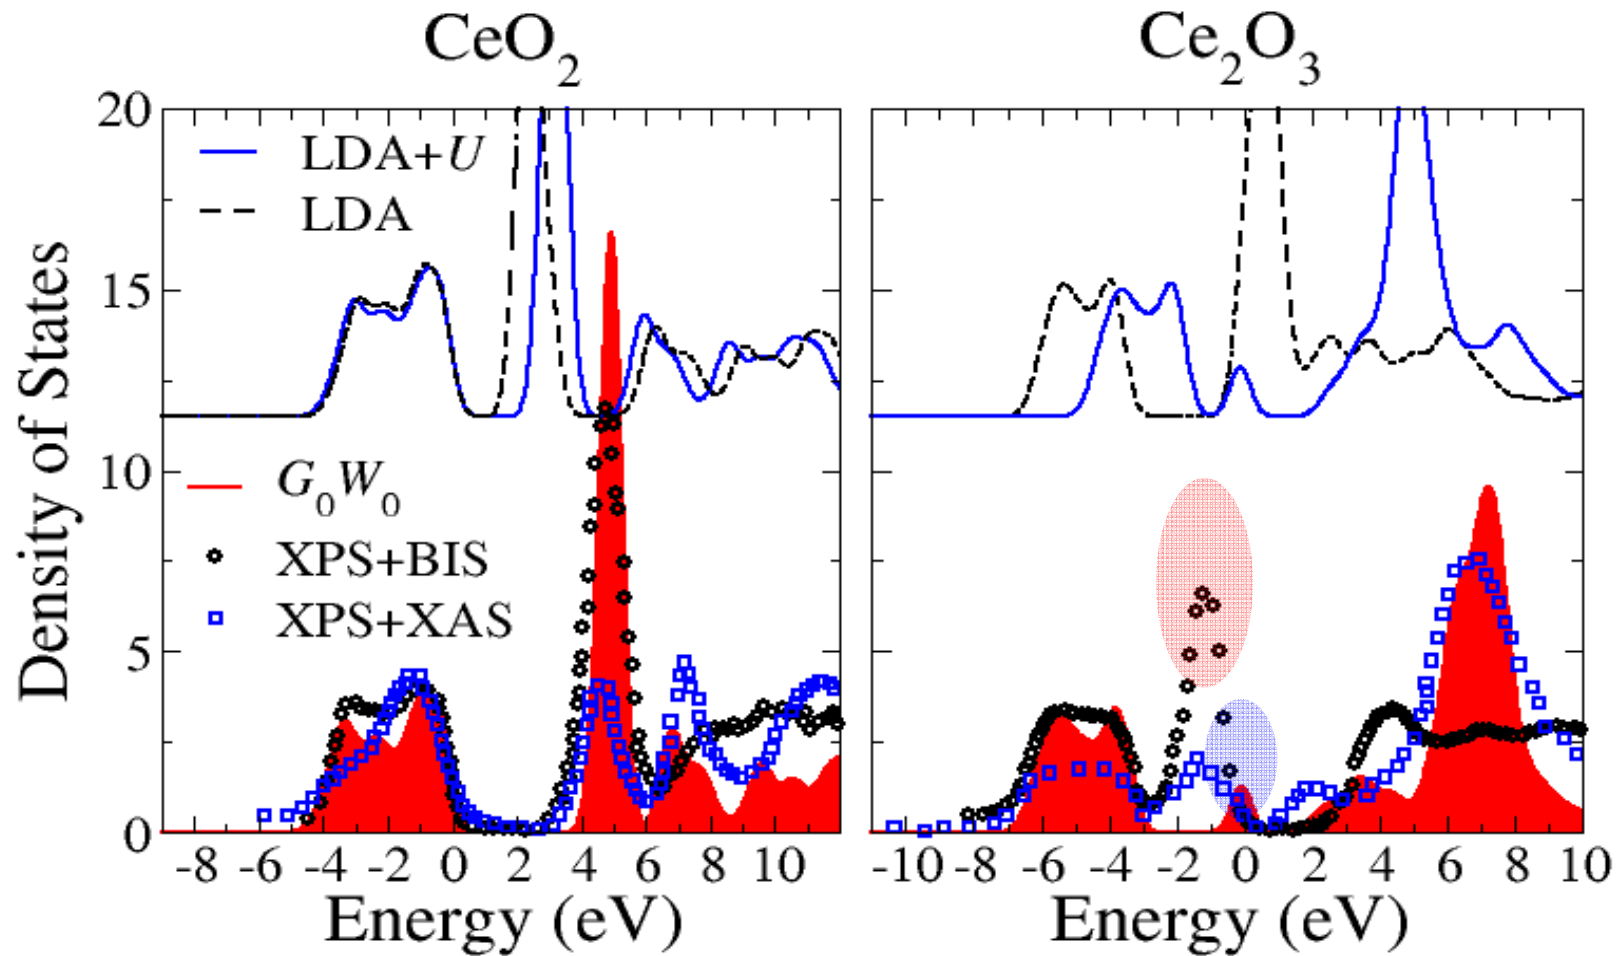 CeO2
Ce2O3
Density of States
20
15
10
5
0
LDA+U
LDA
G0W0
XPS+BIS
XPS+XAS
-8 -6 -4 -2 0 2 4 6 8 10
-10 -8 -6 -4 -2 0 2 4 6 8 10
Energy (eV)
Energy (eV)